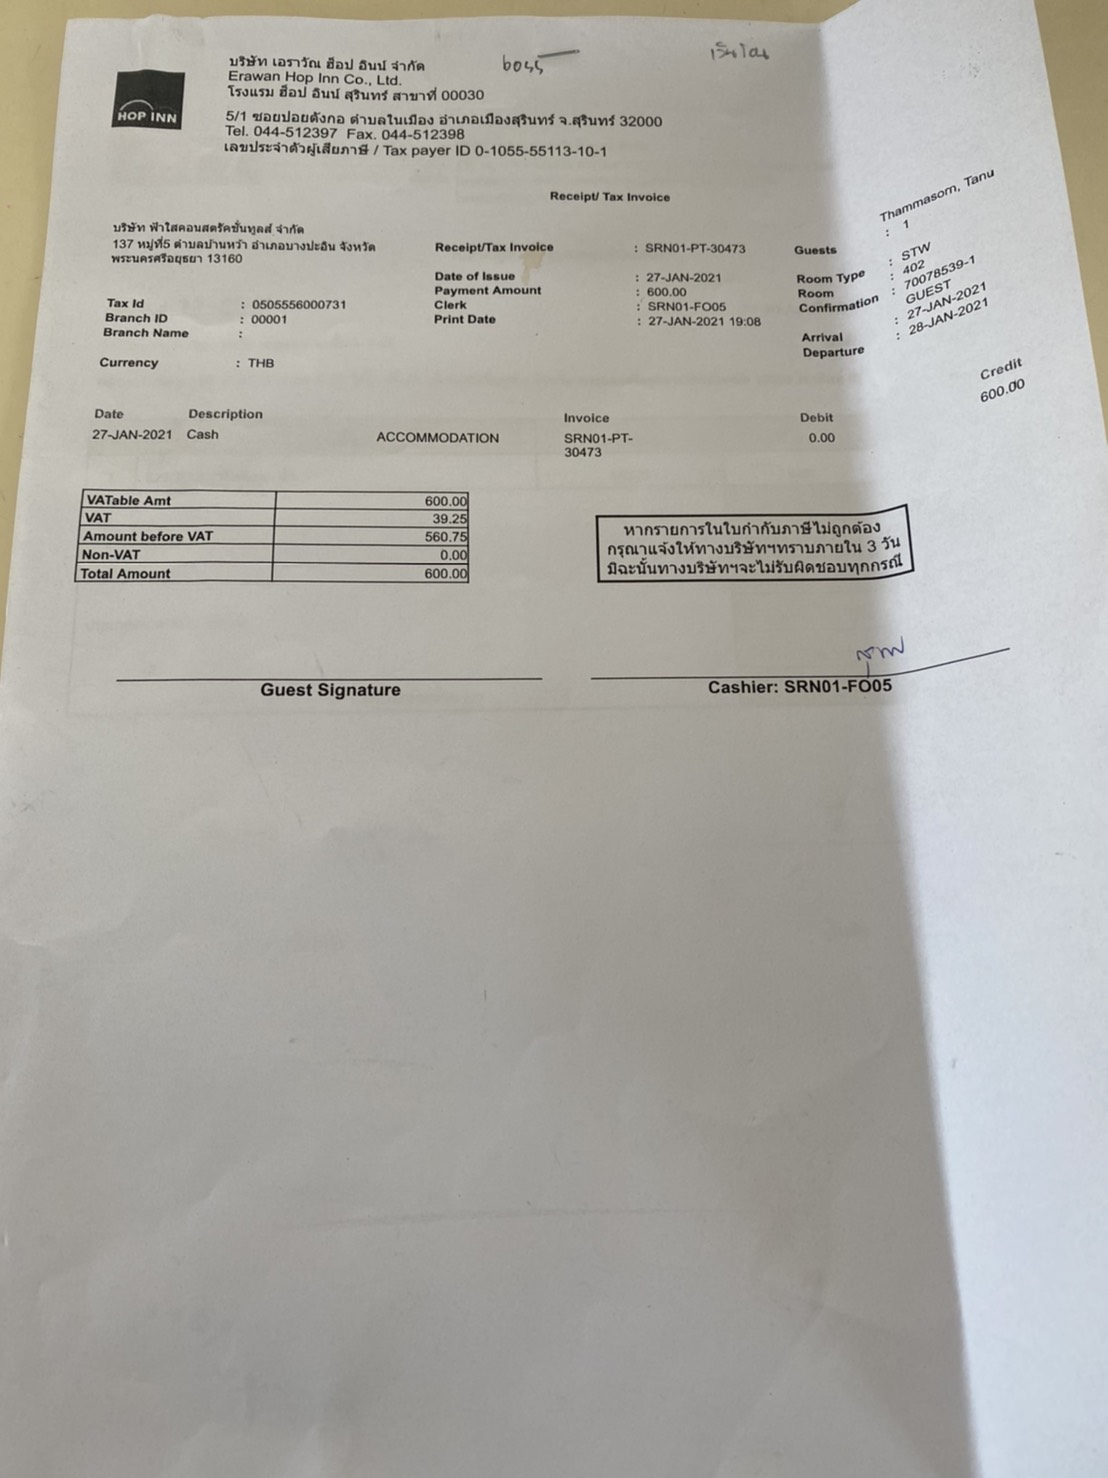 HOP INN
บริษัท เอราวัณ ฮ็อป อินน์ จำกัด
Erawan Hop Inn Co., Ltd.
โรงแรม ฮ็อป อินน์ สุรินทร์ สาขาที่ 00030
5/1 ซอยปอยตังกอ ตำบลในเมือง อำเภอเมืองสุรินทร์ จ.สุรินทร์ 32000
Tel. 044-512397 Fax. 044-512398
เลขประจำตัวผู้เสียภาษี / Tax payer ID 0-1055-55113-10-1
Receipt/ Tax Invoice
บริษัท ฟ้าใสคอนสตรัคชั่นทูลส์ จำกัด
137 หมู่ที่5 ตำบลบ้านหว้า อำเภอบางปะอิน จังหวัด
พระนครศรีอยุธยา 13160
Tax Id : 0505556000731
Branch ID : 00001
Branch Name :
Currency : THB
Receipt/Tax Invoice : SRN01-PT-30473
Date of Issue : 27-JAN-2021
Payment Amount : 600.00
Clerk : SRN01-FO05
Print Date : 27-JAN-2021 19:08
Thammasorn, Tanu
Guests : 1
Room Type : STW
Room : 402
Confirmation : 70078539-1
GUEST
Arrival : 27-JAN-2021
Departure : 28-JAN-2021
Date Description Invoice Debit Credit
27-JAN-2021 Cash ACCOMMODATION SRN01-PT- 0.00 600.00
30473
VATable Amt 600.00
VAT 39.25
Amount before VAT 560.75
Non-VAT 0.00
Total Amount 600.00
หากรายการในใบกำกับภาษีไม่ถูกต้อง
กรุณาแจ้งให้ทางบริษัทฯทราบภายใน 3 วัน
มิฉะนั้นทางบริษัทฯจะไม่รับผิดชอบทุกกรณี
Guest Signature
Cashier: SRN01-FO05